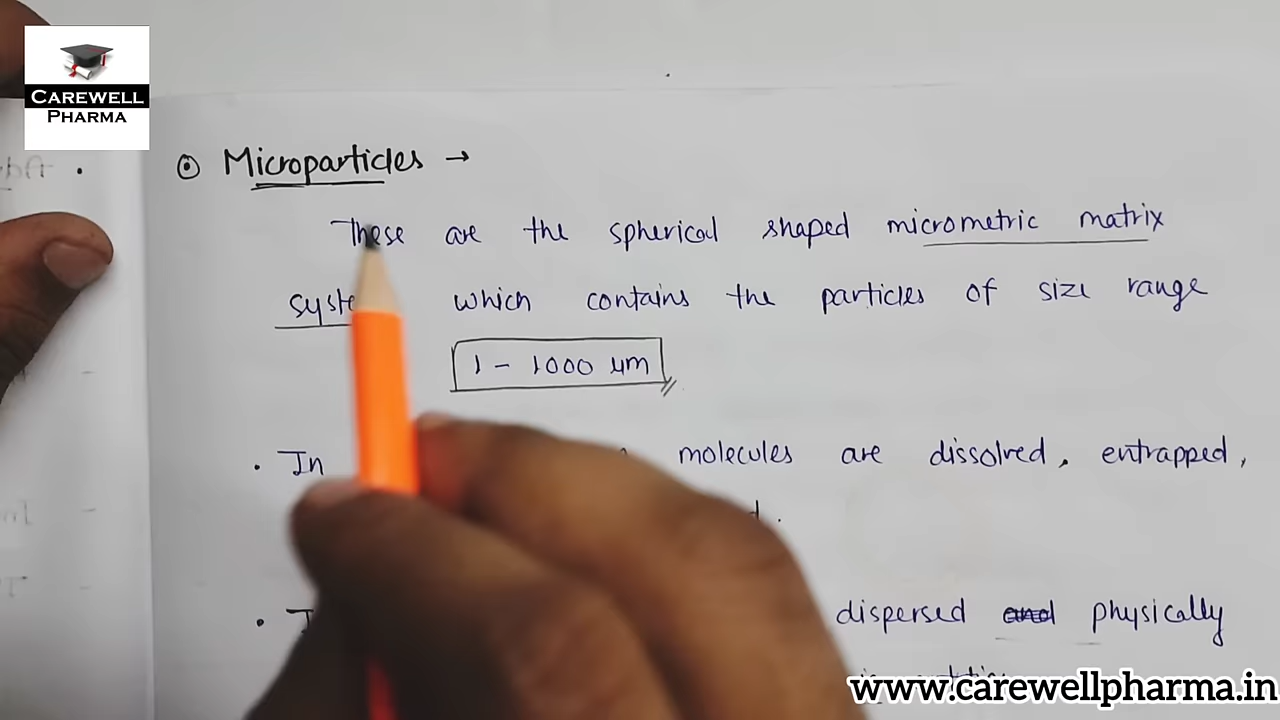 CAREWELL
PHARMA
Microparticles →
These are the spherical shaped micrometric matrix
syste which contains the particles of size range
1 - 1000 μm
. In molecules are dissolved, entrapped,
. dispersed and physically
www.carewellpharma.in